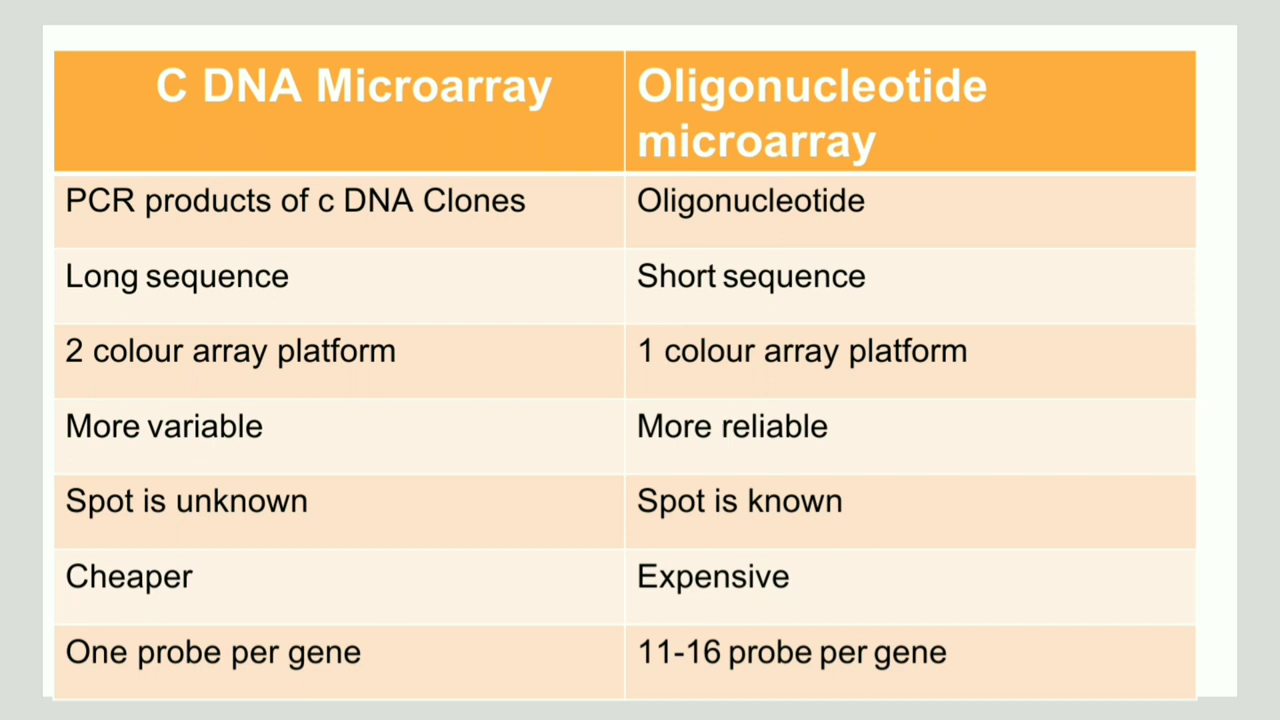 C DNA Microarray
Oligonucleotide
microarray
PCR products of c DNA Clones
Oligonucleotide
Long sequence
Short sequence
2 colour array platform
1 colour array platform
More variable
More reliable
Spot is unknown
Spot is known
Cheaper
Expensive
One probe per gene
11-16 probe per gene